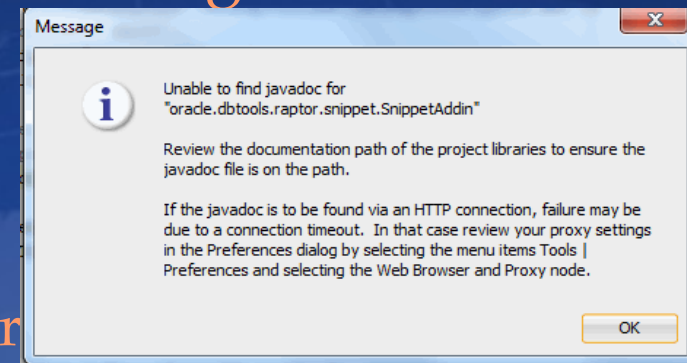 Message
Unable to find javadoc for
"oracle.dbtools.raptor.snippet.SnippetAddin"
Review the documentation path of the project libraries to ensure the
javadoc file is on the path.
If the javadoc is to be found via an HTTP connection, failure may be
due to a connection timeout. In that case review your proxy settings
in the Preferences dialog by selecting the menu items Tools |
Preferences and selecting the Web Browser and Proxy node.
OK